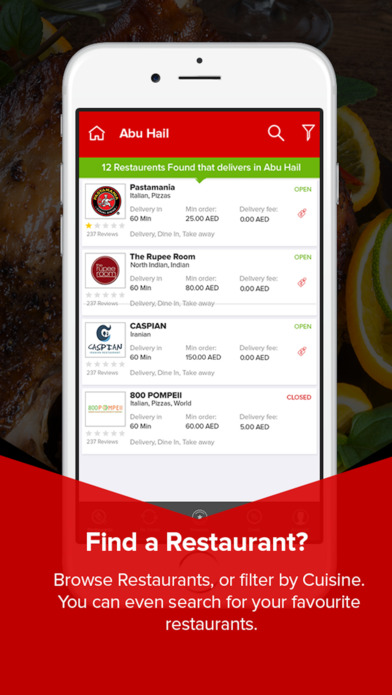 Abu Hail
12 Restaurents Found that delivers in Abu Hail
PASTAMANIA
Pastamania
OPEN
Italian, Pizzas
Delivery in Min order: Delivery fee:
60 Min 25.00 AED 0.00 AED
237 Reviews
Delivery, Dine In, Take away
the rupee room
The Rupee Room
OPEN
North Indian, Indian
Delivery in Min order: Delivery fee:
60 Min 80.00 AED 0.00 AED
237 Reviews
Delivery, Dine In, Take away
CASPIAN
CASPIAN
OPEN
Iranian
Delivery in Min order: Delivery fee:
60 Min 150.00 AED 0.00 AED
237 Reviews
Delivery, Dine In, Take away
800POMPEII
800 POMPEII
CLOSED
Italian, Pizzas, World
Delivery in Min order: Delivery fee:
60 Min 60.00 AED 5.00 AED
237 Reviews
Delivery, Dine In, Take away
Find a Restaurant?
Browse Restaurants, or filter by Cuisine.
You can even search for your favourite
restaurants.